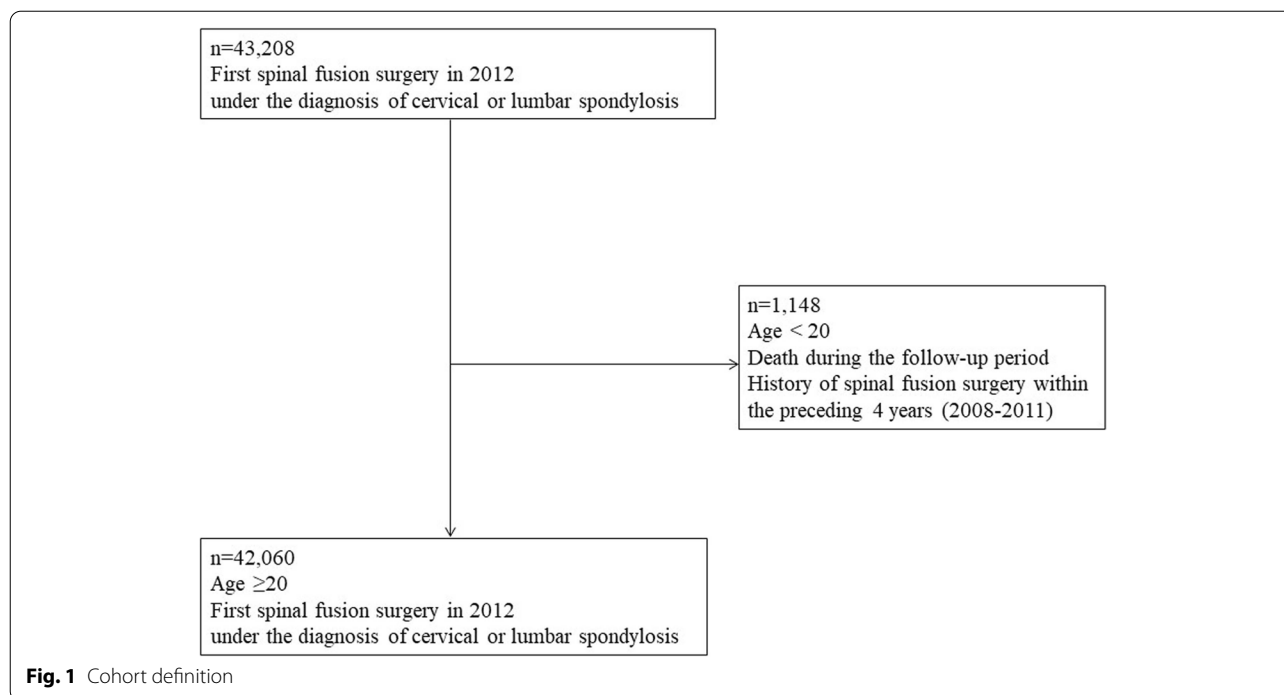 n=43,208
First spinal fusion surgery in 2012
under the diagnosis of cervical or lumbar spondylosis
n=1,148
Age < 20
Death during the follow-up period
History of spinal fusion surgery within
the preceding 4 years (2008-2011)
n=42,060
Age ≥20
First spinal fusion surgery in 2012
under the diagnosis of cervical or lumbar spondylosis
Fig. 1 Cohort definition